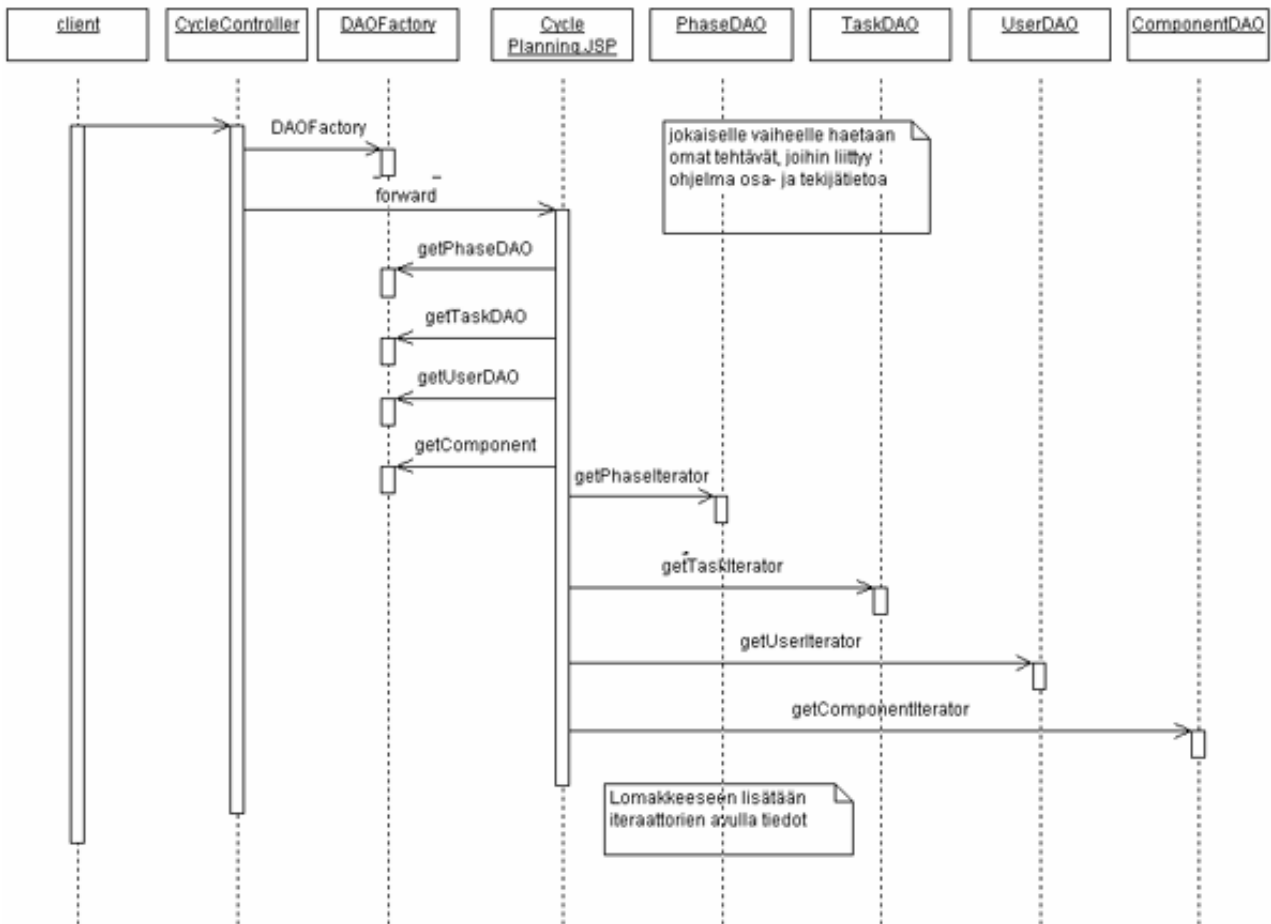 client
CycleController
DAOFactory
Cycle
Planning.JSP
PhaseDAO
TaskDAO
UserDAO
ComponentDAO
DAOFactory
jokaiselle vaiheelle haetaan
omat tehtävät, joihin liittyy
ohjelma osa- ja tekijätietoa
forward
getPhaseDAO
getTaskDAO
getUserDAO
getComponent
getPhaseIterator
getTaskIterator
getUserIterator
getComponentIterator
Lomakkeeseen lisätään
iteraattorien avulla tiedot